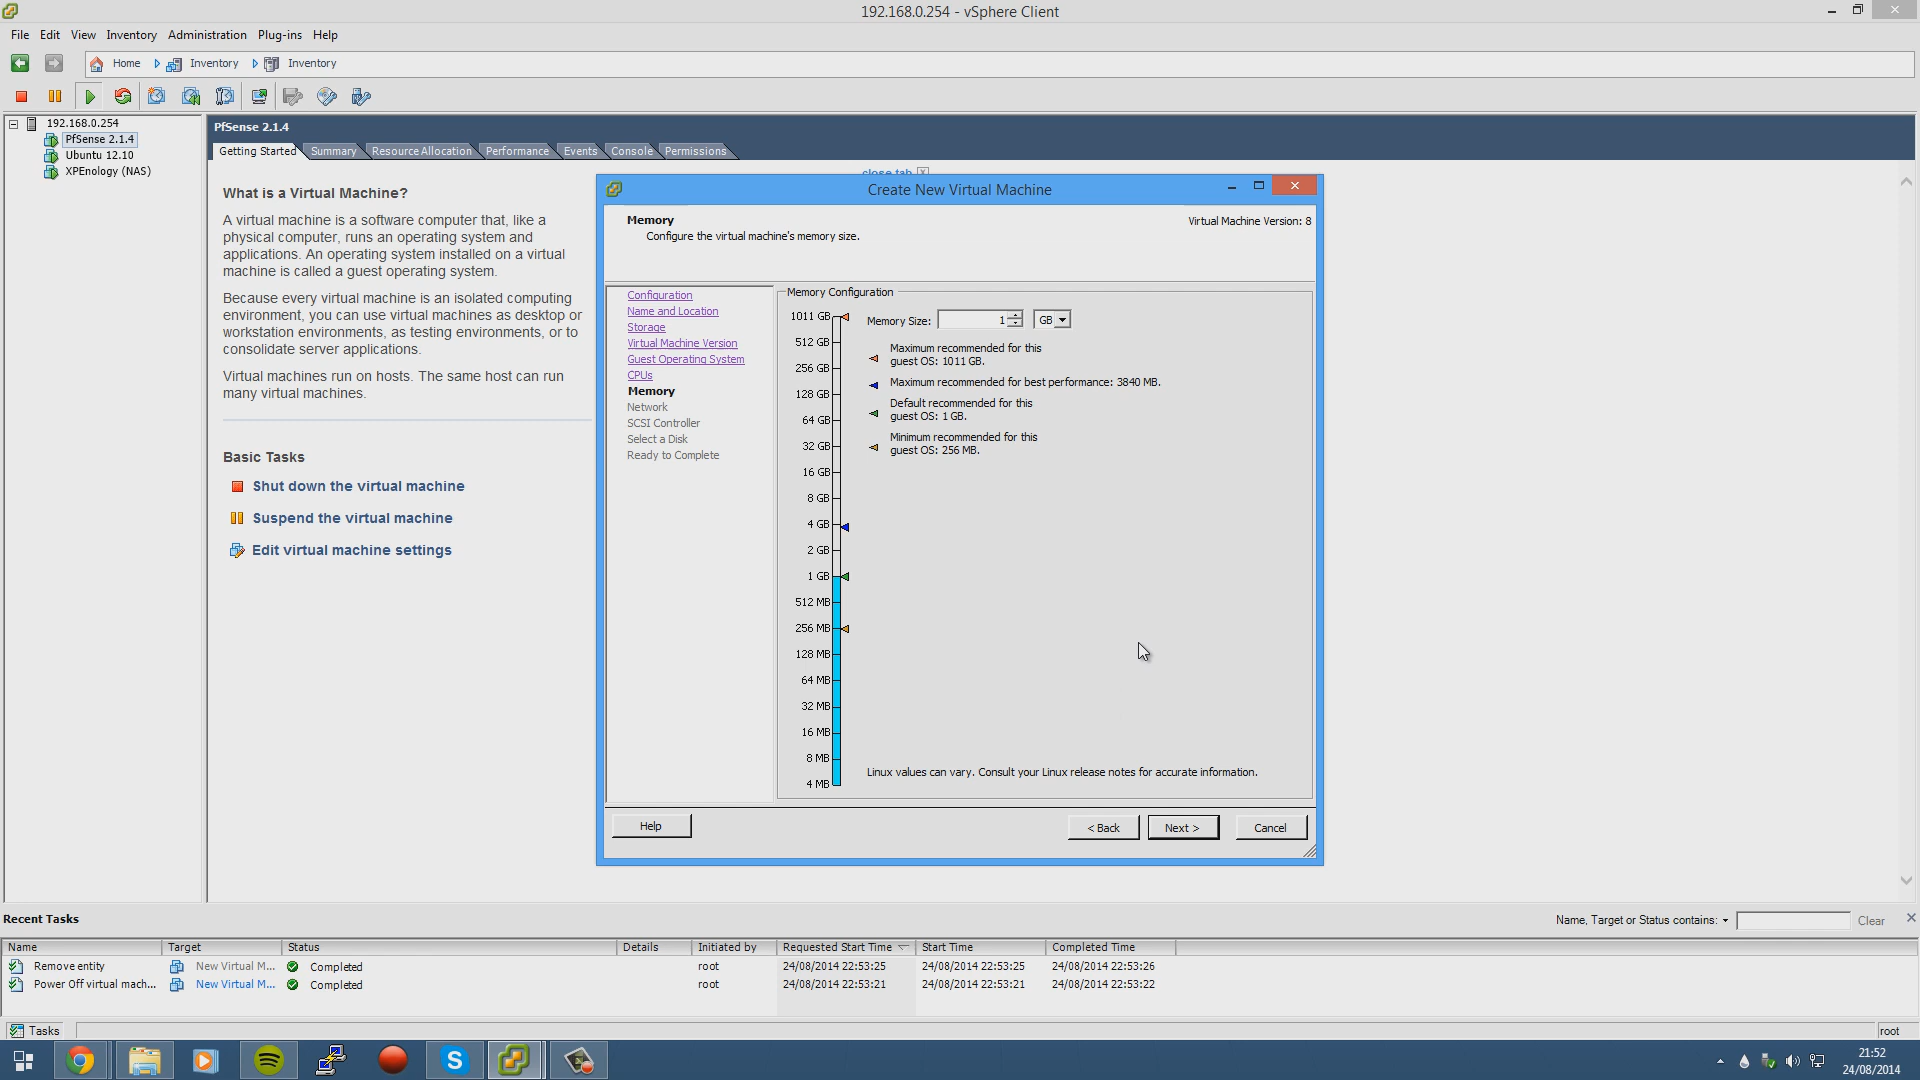 192.168.0.254 - vSphere Client
File Edit View Inventory Administration Plug-ins Help
Home Inventory Inventory
192.168.0.254
PfSense 2.1.4
Ubuntu 12.10
XPEnology (NAS)
PfSense 2.1.4
Getting Started Summary Resource Allocation Performance Events Console Permissions
close tab
What is a Virtual Machine?
A virtual machine is a software computer that, like a
physical computer, runs an operating system and
applications. An operating system installed on a virtual
machine is called a guest operating system.
Because every virtual machine is an isolated computing
environment, you can use virtual machines as desktop or
workstation environments, as testing environments, or to
consolidate server applications.
Virtual machines run on hosts. The same host can run
many virtual machines.
Basic Tasks
Shut down the virtual machine
Suspend the virtual machine
Edit virtual machine settings
Create New Virtual Machine
Memory
Virtual Machine Version: 8
Configure the virtual machine's memory size.
Configuration
Name and Location
Storage
Virtual Machine Version
Guest Operating System
CPUs
Memory
Network
SCSI Controller
Select a Disk
Ready to Complete
Memory Configuration
1011 GB
512 GB
256 GB
128 GB
64 GB
32 GB
16 GB
8 GB
4 GB
2 GB
1 GB
512 MB
256 MB
128 MB
64 MB
32 MB
16 MB
8 MB
4 MB
Memory Size: 1 GB
Maximum recommended for this
guest OS: 1011 GB.
Maximum recommended for best performance: 3840 MB.
Default recommended for this
guest OS: 1 GB.
Minimum recommended for this
guest OS: 256 MB.
Linux values can vary. Consult your Linux release notes for accurate information.
Help < Back Next > Cancel
Recent Tasks
Name, Target or Status contains: Clear
Name Target Status Details Initiated by Requested Start Time Start Time Completed Time
Remove entity New Virtual M... Completed root 24/08/2014 22:53:25 24/08/2014 22:53:25 24/08/2014 22:53:26
Power Off virtual mach... New Virtual M... Completed root 24/08/2014 22:53:21 24/08/2014 22:53:21 24/08/2014 22:53:22
Tasks root
21:52
24/08/2014